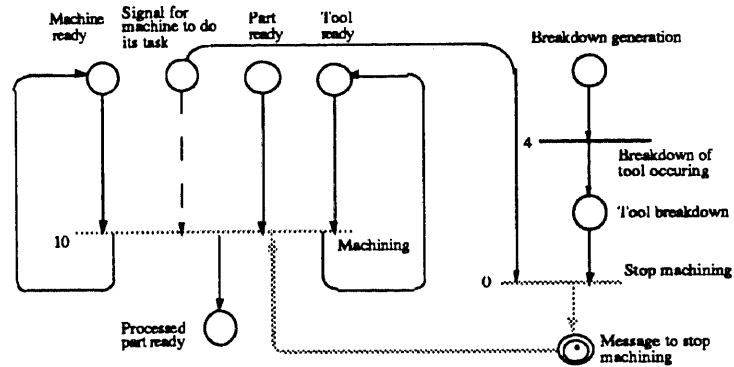 Machine
ready
Signal for
machine to do
its task
Part
ready
Tool
ready
Breakdown generation
4
Breakdown of
tool occuring
Tool breakdown
10
Machining
Stop machining
0
Processed
part ready
Message to stop
machining